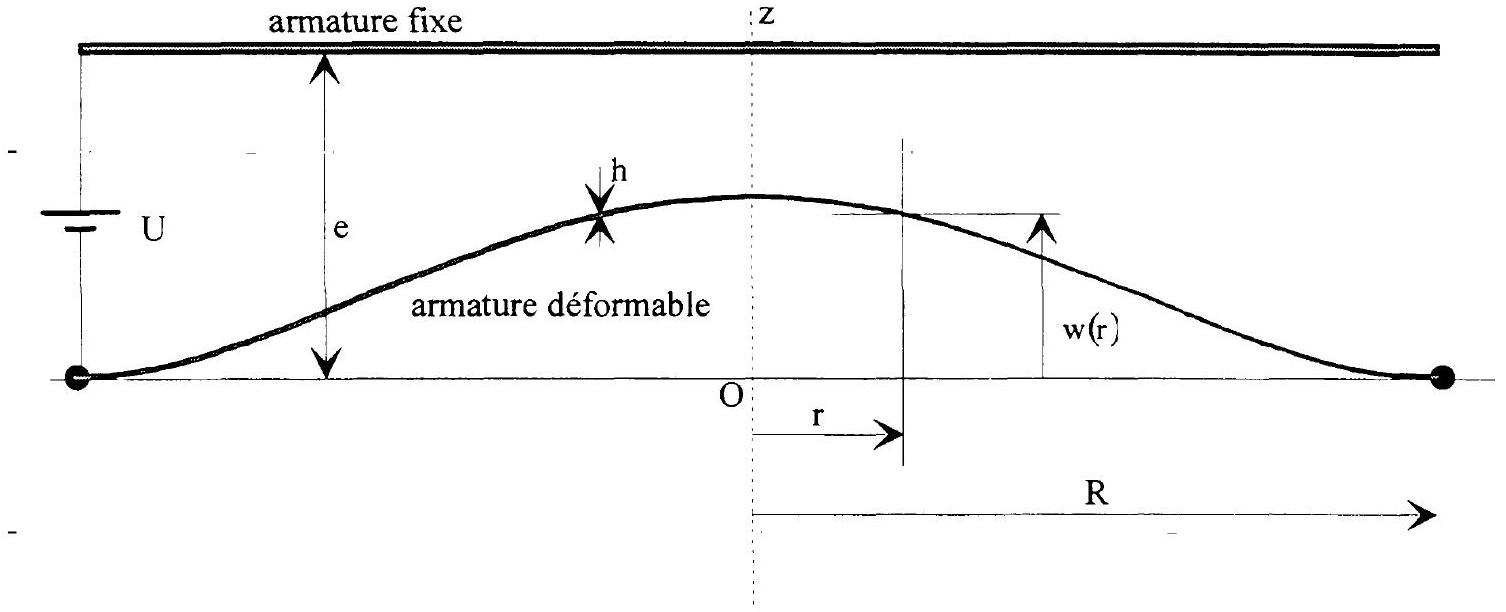 armature fixe
z
h
U
e
armature déformable
w(r)
O
r
R